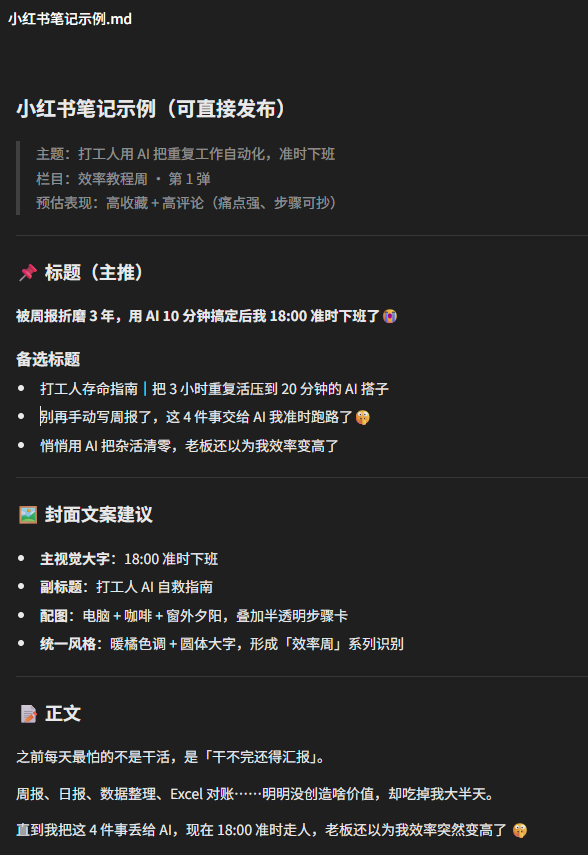 小红书笔记示例.md
小红书笔记示例（可直接发布）
主题：打工人用 AI 把重复工作自动化，准时下班
栏目：效率教程周 · 第 1 弹
预估表现：高收藏 + 高评论（痛点强、步骤可抄）
📌 标题（主推）
被周报折磨 3 年，用 AI 10 分钟搞定后我 18:00 准时下班了😭
备选标题
• 打工人存命指南｜把 3 小时重复活压到 20 分钟的 AI 搭子
• 别再手动写周报了，这 4 件事交给 AI 我准时跑路了🤫
• 悄悄用 AI 把杂活清零，老板还以为我效率变高了
🖼️ 封面文案建议
• 主视觉大字：18:00 准时下班
• 副标题：打工人 AI 自救指南
• 配图：电脑 + 咖啡 + 窗外夕阳，叠加半透明步骤卡
• 统一风格：暖橘色调 + 圆体大字，形成「效率周」系列识别
📝 正文
之前每天最怕的不是干活，是「干不完还得汇报」。
周报、日报、数据整理、Excel 对账……明明没创造啥价值，却吃掉我大半天。
直到我把这 4 件事丢给 AI，现在 18:00 准时走人，老板还以为我效率突然变高了 🤫